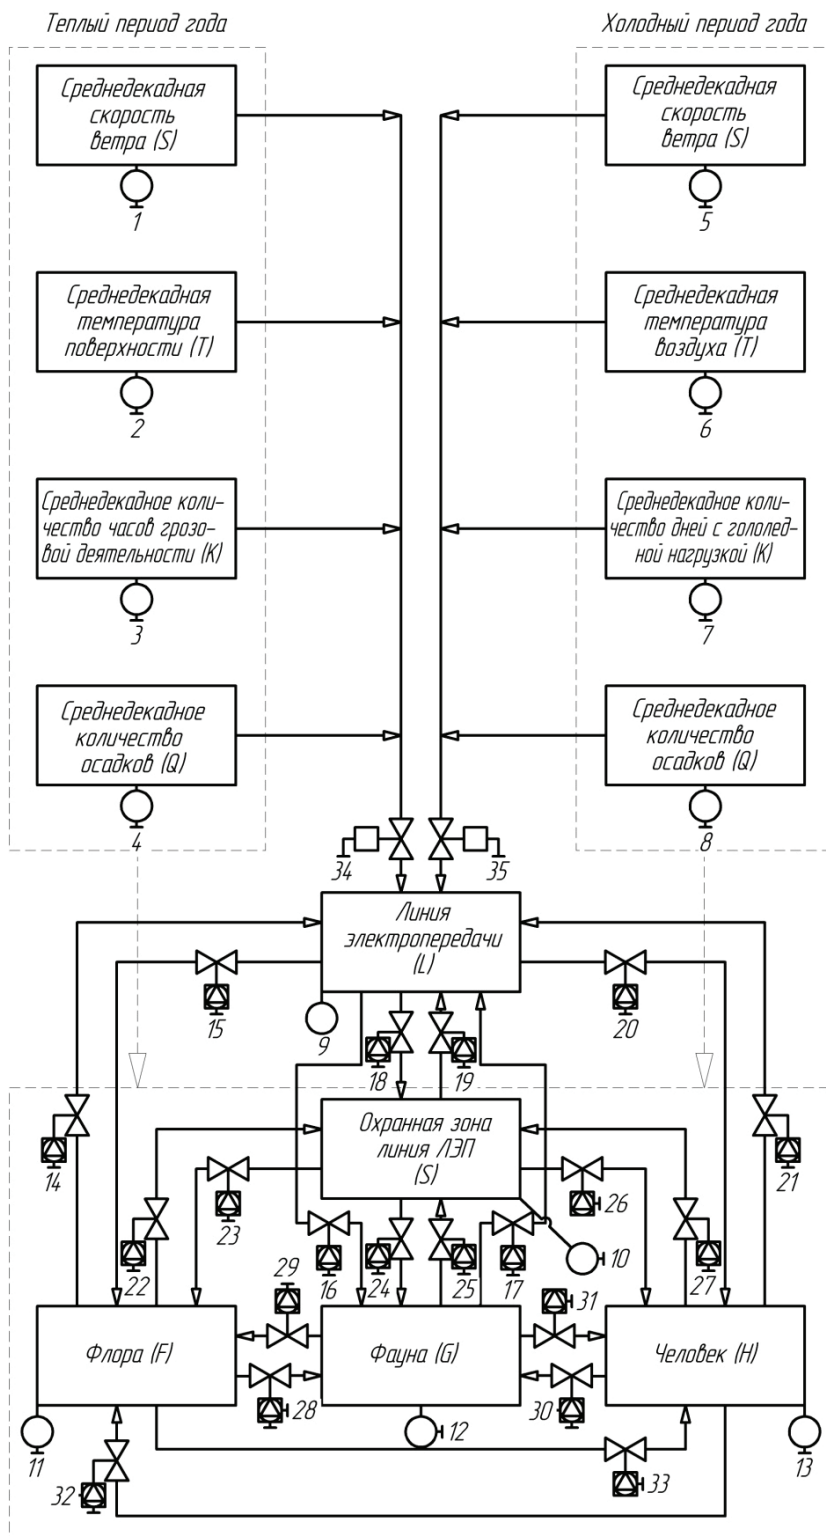 Теплый период года
Холодный период года
Среднедекадная
скорость
ветра (S)
1
Среднедекадная
скорость
ветра (S)
5
Среднедекадная
температура
поверхности (T)
2
Среднедекадная
температура
воздуха (T)
6
Среднедекадное коли-
чество часов грозо-
вой деятельности (K)
3
Среднедекадное коли-
чество дней с гололед-
ной нагрузкой (K)
7
Среднедекадное
количество
осадков (Q)
4
Среднедекадное
количество
осадков (Q)
8
34
35
Линия
электропередачи
(L)
15
9
18
19
20
14
Охранная зона
линия ЛЭП
(S)
21
23
26
22
16
24
25
17
10
27
29
31
Флора (F)
Фауна (G)
Человек (H)
28
30
11
12
13
32
33